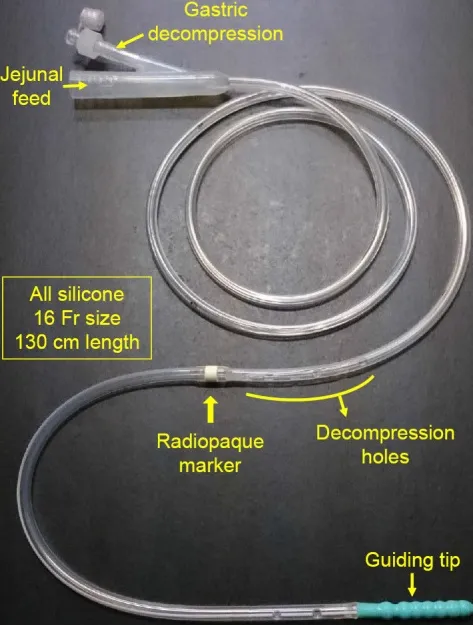 Gastric
decompression
Jejunal
feed
All silicone
16 Fr size
130 cm length
Radiopaque
marker
Decompression
holes
Guiding tip